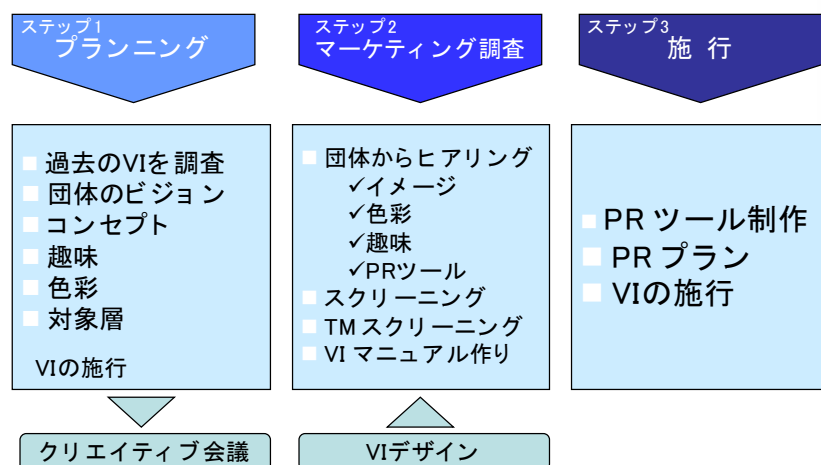 ステップ1
プランニング
過去のVIを調査
団体のビジョン
コンセプト
趣味
色彩
対象層
VIの施行
クリエイティブ会議
ステップ2
マーケティング調査
団体からヒアリング
✓イメージ
✓色彩
✓趣味
✓PRツール
スクリーニング
TMスクリーニング
VI マニュアル作り
VIデザイン
ステップ3
施 行
PR ツール制作
PR プラン
VIの施行